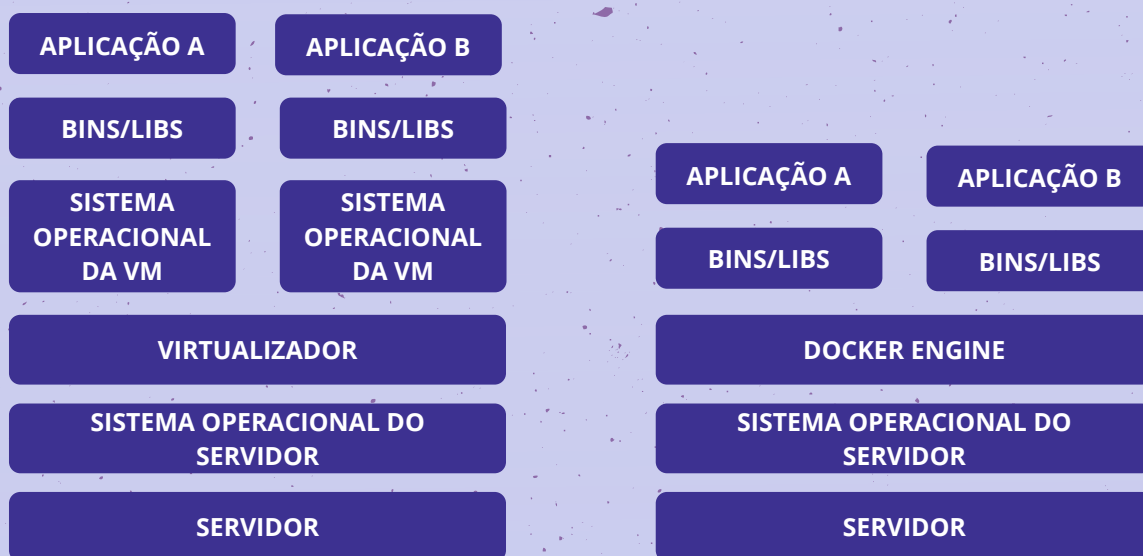 APLICAÇÃO A
APLICAÇÃO B
BINS/LIBS
BINS/LIBS
SISTEMA
OPERACIONAL
DA VM
SISTEMA
OPERACIONAL
DA VM
VIRTUALIZADOR
SISTEMA OPERACIONAL DO
SERVIDOR
SERVIDOR
APLICAÇÃO A
APLICAÇÃO B
BINS/LIBS
BINS/LIBS
DOCKER ENGINE
SISTEMA OPERACIONAL DO
SERVIDOR
SERVIDOR